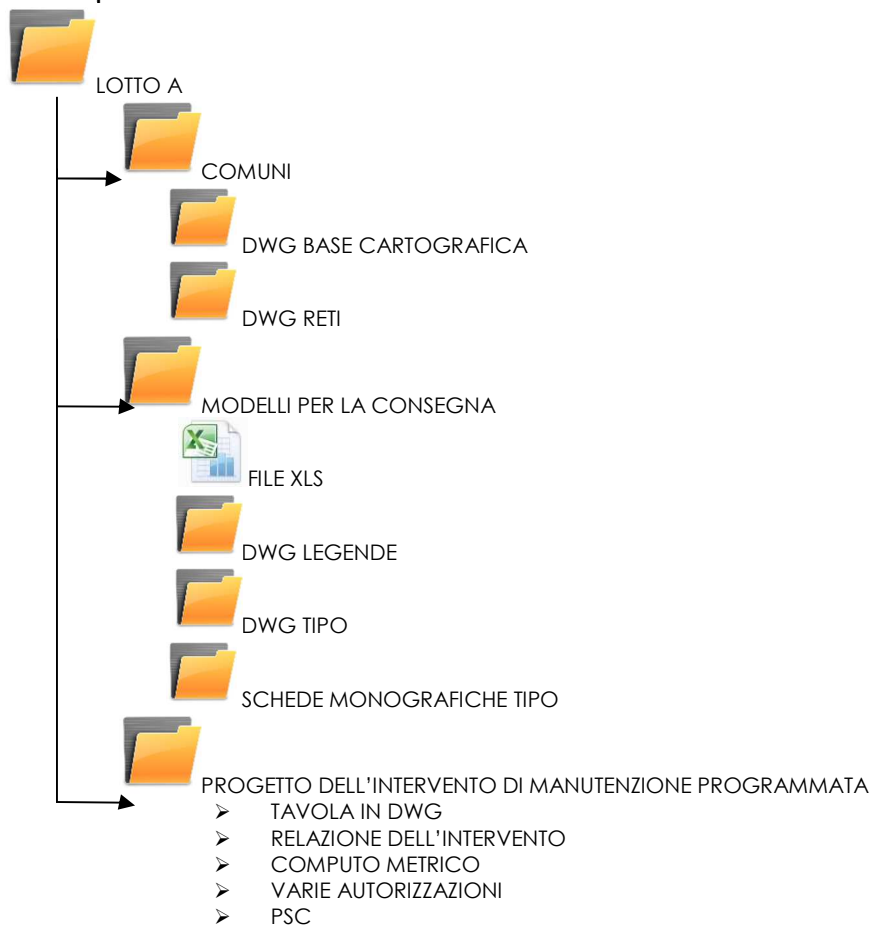 LOTTO A
COMUNI
DWG BASE CARTOGRAFICA
DWG RETI
MODELLI PER LA CONSEGNA
FILE XLS
DWG LEGENDE
DWG TIPO
SCHEDE MONOGRAFICHE TIPO
PROGETTO DELL'INTERVENTO DI MANUTENZIONE PROGRAMMATA
➢ TAVOLA IN DWG
➢ RELAZIONE DELL'INTERVENTO
➢ COMPUTO METRICO
➢ VARIE AUTORIZZAZIONI
➢ PSC